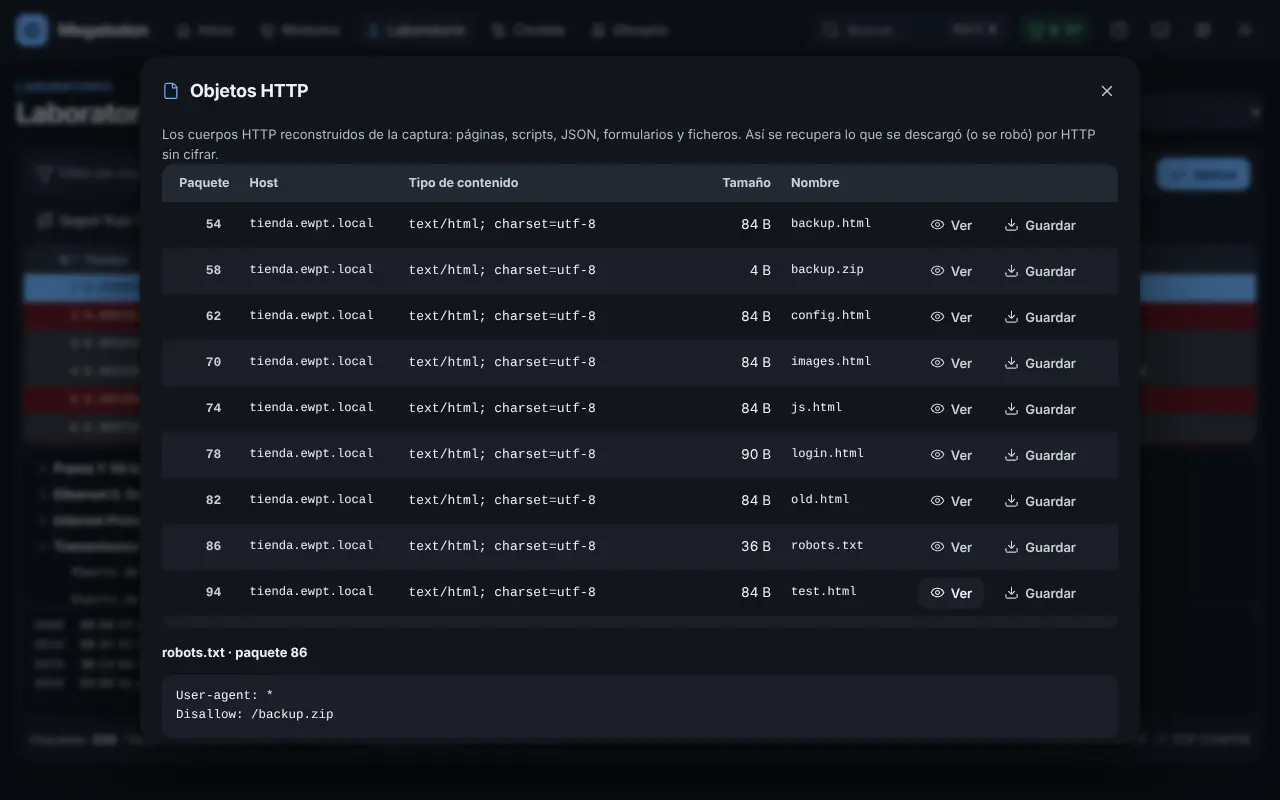 Objetos HTTP
Los cuerpos HTTP reconstruidos de la captura: páginas, scripts, JSON, formularios y ficheros. Así se recupera lo que se descargó (o se robó) por HTTP
sin cifrar.
Paquete Host Tipo de contenido Tamaño Nombre
54 tienda.ewpt.local text/html; charset=utf-8 84 B backup.html Ver Guardar
58 tienda.ewpt.local text/html; charset=utf-8 4 B backup.zip Ver Guardar
62 tienda.ewpt.local text/html; charset=utf-8 84 B config.html Ver Guardar
70 tienda.ewpt.local text/html; charset=utf-8 84 B images.html Ver Guardar
74 tienda.ewpt.local text/html; charset=utf-8 84 B js.html Ver Guardar
78 tienda.ewpt.local text/html; charset=utf-8 90 B login.html Ver Guardar
82 tienda.ewpt.local text/html; charset=utf-8 84 B old.html Ver Guardar
86 tienda.ewpt.local text/html; charset=utf-8 36 B robots.txt Ver Guardar
94 tienda.ewpt.local text/html; charset=utf-8 84 B test.html Ver Guardar
robots.txt · paquete 86
User-agent: *
Disallow: /backup.zip